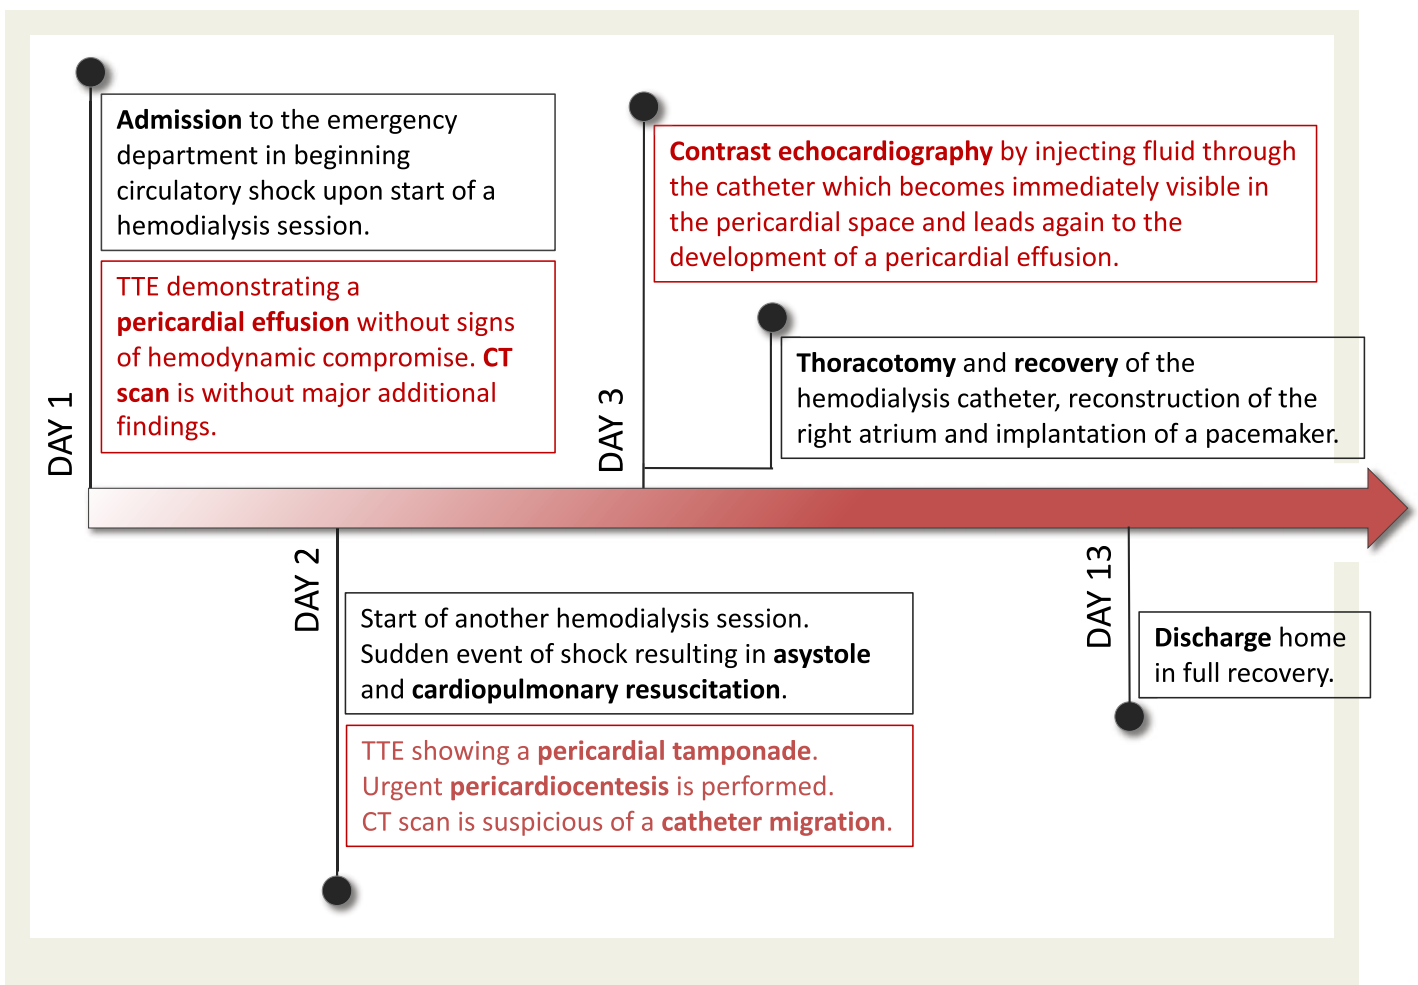 DAY 1
Admission to the emergency
department in beginning
circulatory shock upon start of a
hemodialysis session.
TTE demonstrating a
pericardial effusion without signs
of hemodynamic compromise. CT
scan is without major additional
findings.
DAY 2
Start of another hemodialysis session.
Sudden event of shock resulting in asystole
and cardiopulmonary resuscitation.
TTE showing a pericardial tamponade.
Urgent pericardiocentesis is performed.
CT scan is suspicious of a catheter migration.
DAY 3
Contrast echocardiography by injecting fluid through
the catheter which becomes immediately visible in
the pericardial space and leads again to the
development of a pericardial effusion.
Thoracotomy and recovery of the
hemodialysis catheter, reconstruction of the
right atrium and implantation of a pacemaker.
DAY 13
Discharge home
in full recovery.